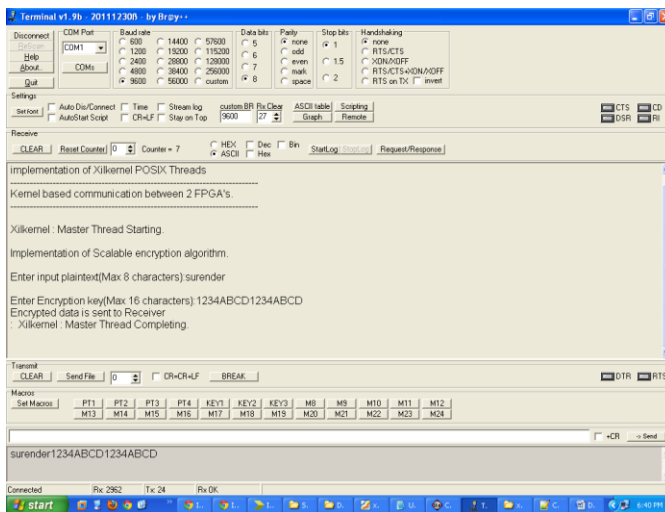 Terminal v1.9b - 20111230ß - by Br@y++
Disconnect
ReScan
Help
About..
Quit
COM Port
COM1
COMs
Baud rate
600 14400 57600
1200 19200 115200
2400 28800 128000
4800 38400 256000
9600 56000 custom
Data bits
5
6
7
8
Parity
none
odd
even
mark
space
Stop bits
1
1.5
2
Handshaking
none
RTS/CTS
XON/XOFF
RTS/CTS+XON/XOFF
RTS on TX invert
Settings
Set font
Auto Dis/Connect Time Stream log custom BR Rx Clear ASCII table Scripting
AutoStart Script CR=LF Stay on Top 9600 27 Graph Remote
CTS CD
DSR RI
Receive
CLEAR Reset Counter 0 Counter = 7 HEX Dec Bin
ASCII Hex
StartLog StopLog Request/Response
implementation of Xilkernel POSIX Threads
Kernel based communication between 2 FPGA's.
Xilkernel : Master Thread Starting.
Implementation of Scalable encryption algorithm.
Enter input plaintext(Max 8 characters):surender
Enter Encryption key(Max 16 characters):1234ABCD1234ABCD
Encrypted data is sent to Receiver
: Xilkernel : Master Thread Completing.
Transmit
CLEAR Send File 0 CR=CR+LF BREAK DTR RTS
Macros
Set Macros PT1 PT2 PT3 PT4 KEY1 KEY2 KEY3 M8 M9 M10 M11 M12
M13 M14 M15 M16 M17 M18 M19 M20 M21 M22 M23 M24
+CR -> Send
surender1234ABCD1234ABCD
Connected Rx: 2962 Tx: 24 Rx OK
start 6:40 PM